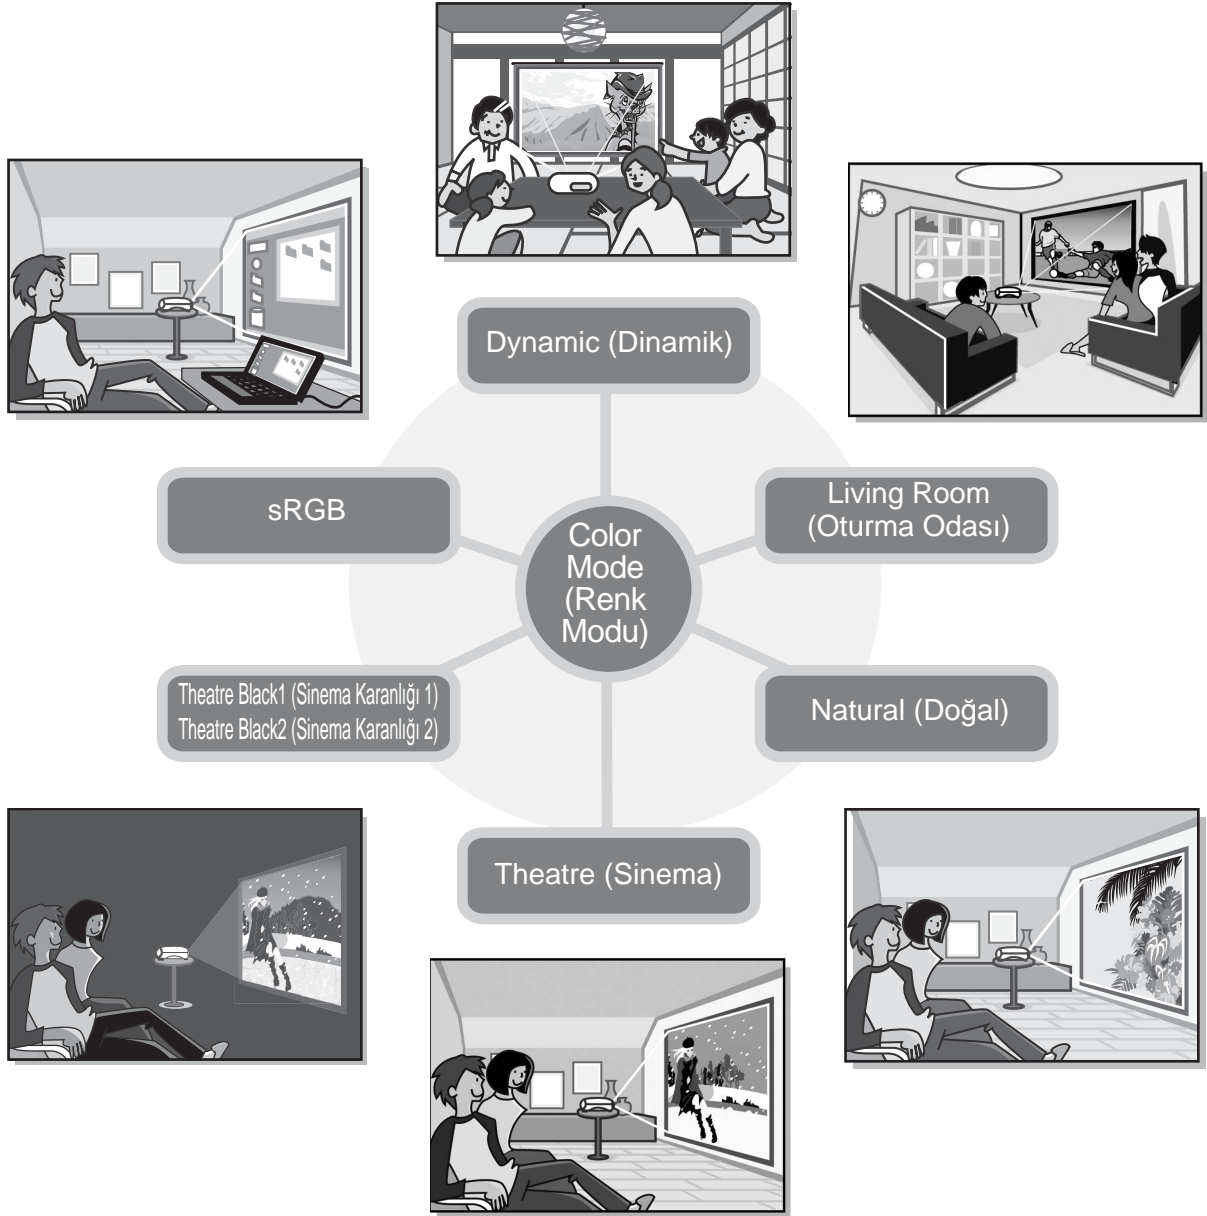 Dynamic (Dinamik)
sRGB
Living Room
(Oturma Odası)
Color
Mode
(Renk
Modu)
Theatre Black1 (Sinema Karanlığı 1)
Theatre Black2 (Sinema Karanlığı 2)
Natural (Doğal)
Theatre (Sinema)